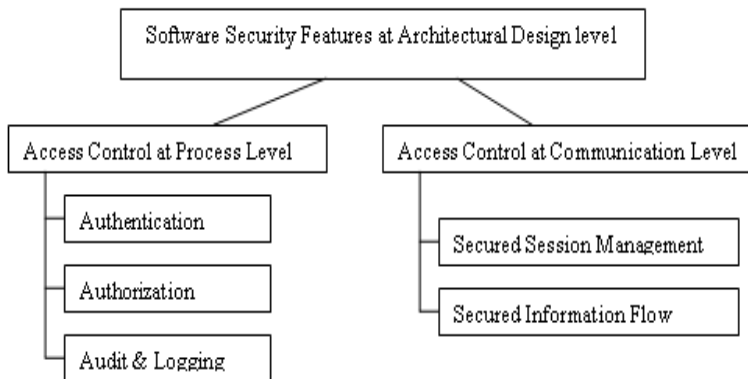 Software Security Features at Architectural Design level
Access Control at Process Level
Authentication
Authorization
Audit & Logging
Access Control at Communication Level
Secured Session Management
Secured Information Flow